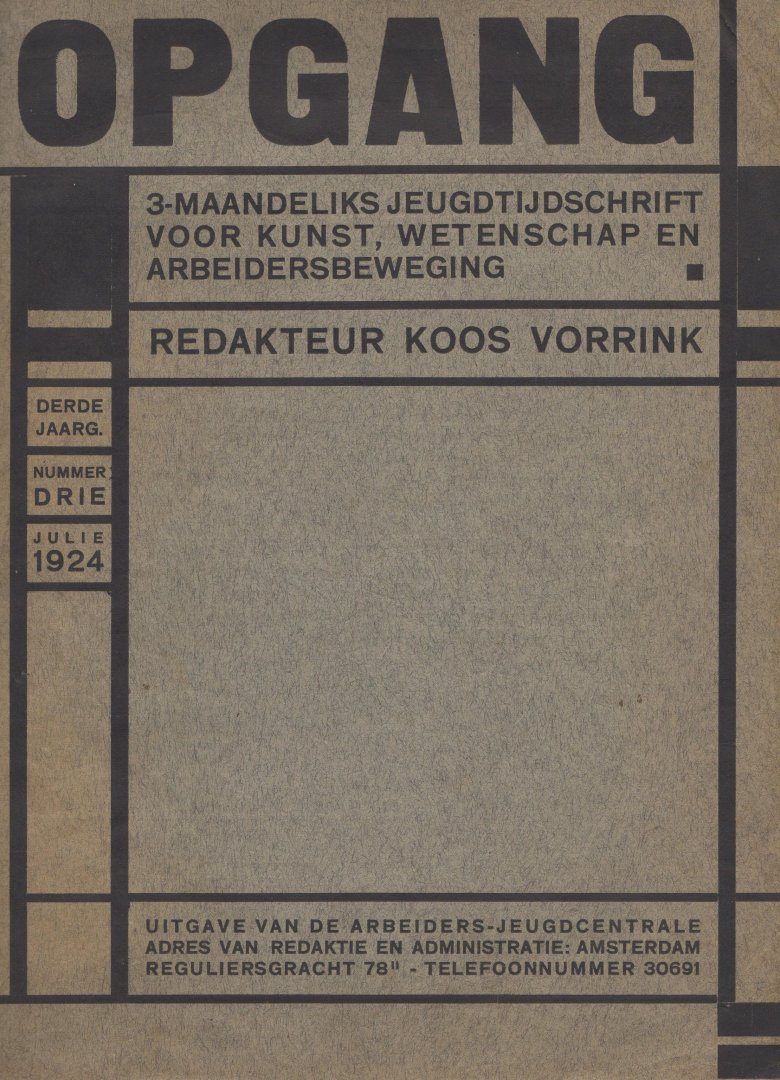 OPGANG
3-MAANDELIKS JEUGDTIJDSCHRIFT
VOOR KUNST, WETENSCHAP EN
ARBEIDERSBEWEGING
REDAKTEUR KOOS VORRINK
DERDE
JAARG.
NUMMER
DRIE
JULIE
1924
UITGAVE VAN DE ARBEIDERS-JEUGDCENTRALE
ADRES VAN REDAKTIE EN ADMINISTRATIE: AMSTERDAM
REGULIERSGRACHT 78II - TELEFOONNUMMER 30691